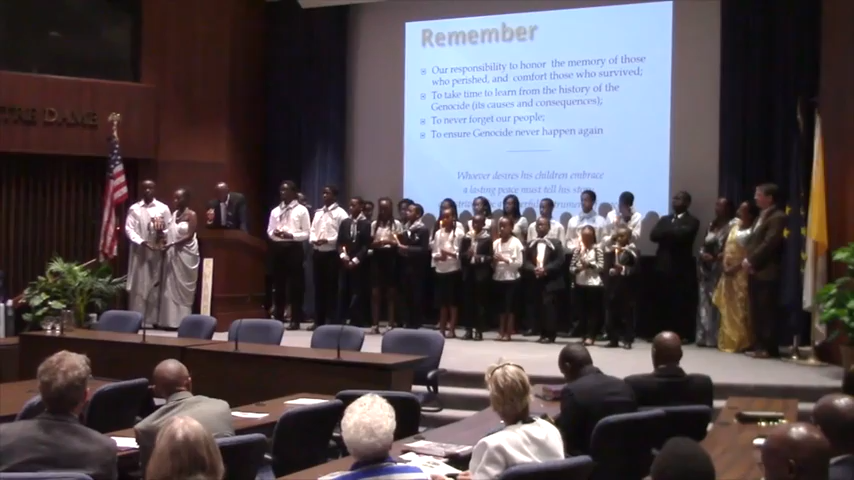 Remember
Our responsibility to honor the memory of those
who perished, and comfort those who survived;
To take time to learn from the history of the
Genocide (its causes and consequences);
To never forget our people;
To ensure Genocide never happen again
TRE DAME
Whoever desires his children embrace
a lasting peace must tell his story